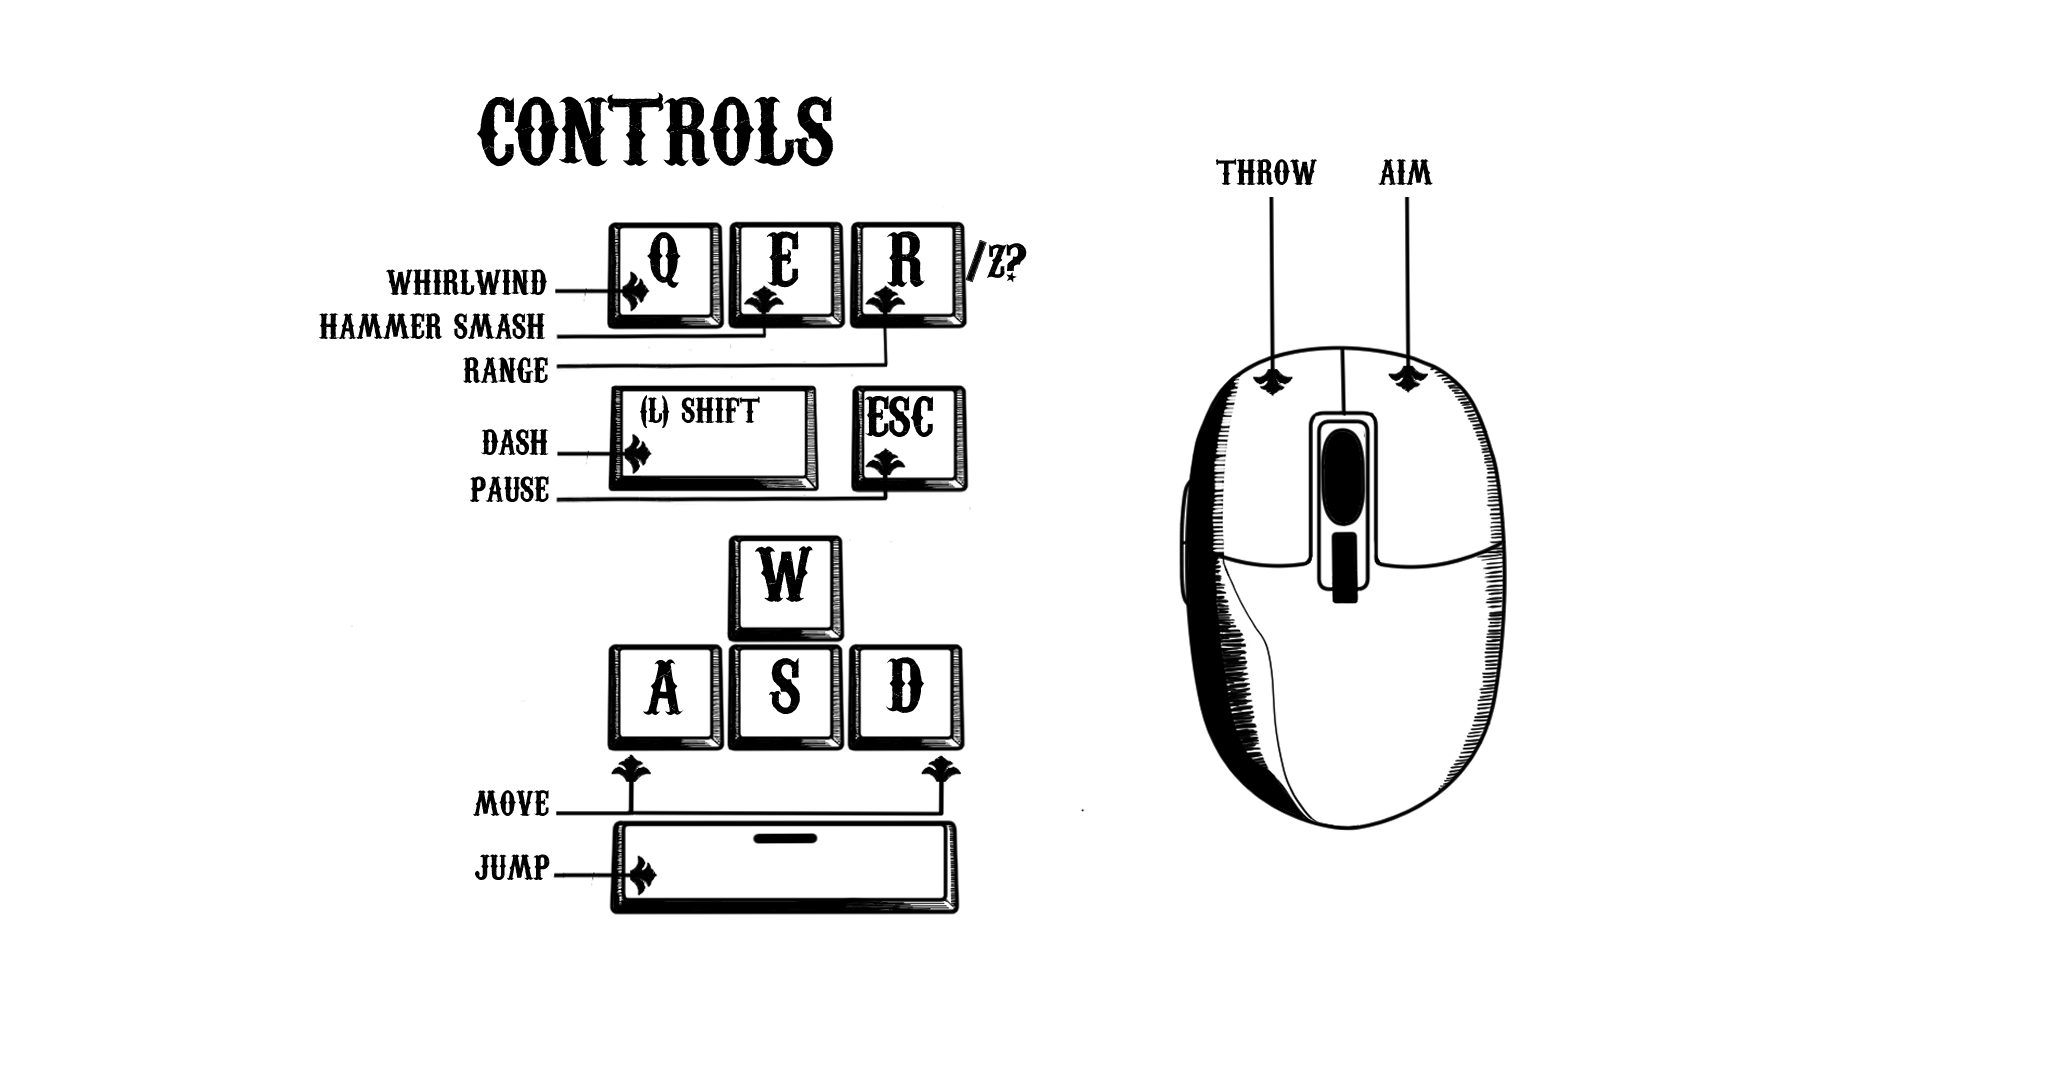 CONTROLS
THROW AIM
Q E R /Z?
WHIRLWIND
HAMMER SMASH
RANGE
(L) SHIFT ESC
DASH
PAUSE
W
A S D
MOVE
JUMP